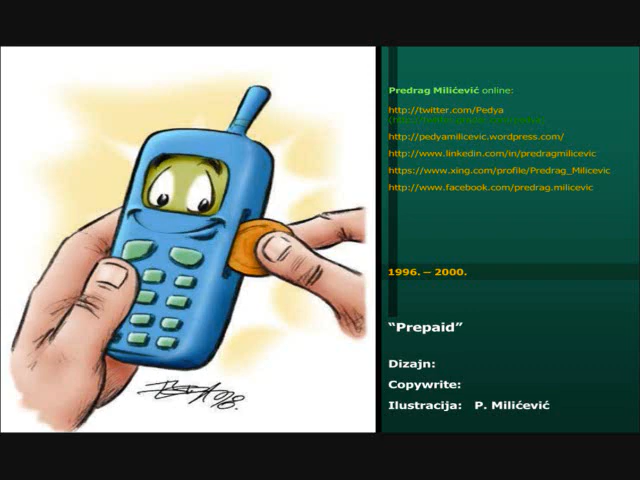 Predrag Milićević online:
http://twitter.com/Pedya
http://pedyamilicevic.wordpress.com/
http://www.linkedin.com/in/predragmilicevic
https://www.xing.com/profile/Predrag_Milicevic
http://www.facebook.com/predrag.milicevic
1996. – 2000.
“Prepaid”
Dizajn:
Copywrite:
Ilustracija: P. Milićević